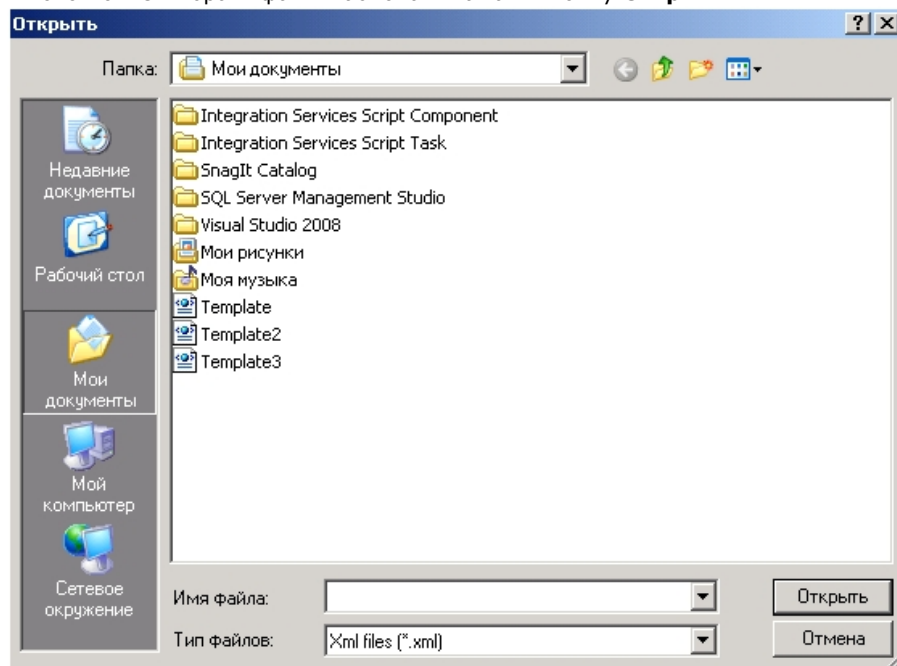 Открыть
Папка: Мои документы
Недавние
документы
Рабочий стол
Мои
документы
Мой
компьютер
Сетевое
окружение
Integration Services Script Component
Integration Services Script Task
SnagIt Catalog
SQL Server Management Studio
Visual Studio 2008
Мои рисунки
Моя музыка
Template
Template2
Template3
Имя файла:
Открыть
Тип файлов: Xml files (*.xml)
Отмена